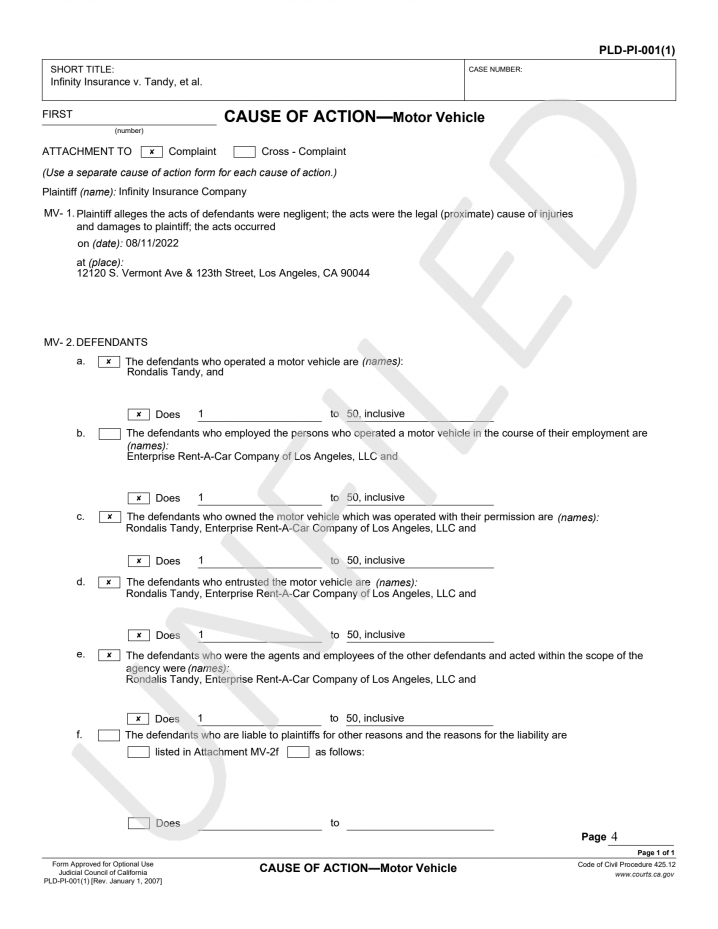 PLD-PI-001(1)
SHORT TITLE:
Infinity Insurance v. Tandy, et al.
CASE NUMBER:
FIRST
(number)
CAUSE OF ACTION—Motor Vehicle
ATTACHMENT TO x Complaint Cross - Complaint
(Use a separate cause of action form for each cause of action.)
Plaintiff (name): Infinity Insurance Company
MV- 1. Plaintiff alleges the acts of defendants were negligent; the acts were the legal (proximate) cause of injuries
and damages to plaintiff; the acts occurred
on (date): 08/11/2022
at (place):
12120 S. Vermont Ave & 123th Street, Los Angeles, CA 90044
MV- 2. DEFENDANTS
a. x The defendants who operated a motor vehicle are (names):
Rondalis Tandy, and
x Does 1 to 50, inclusive
b. The defendants who employed the persons who operated a motor vehicle in the course of their employment are
(names):
Enterprise Rent-A-Car Company of Los Angeles, LLC and
x Does 1 to 50, inclusive
c. x The defendants who owned the motor vehicle which was operated with their permission are (names):
Rondalis Tandy, Enterprise Rent-A-Car Company of Los Angeles, LLC and
x Does 1 to 50, inclusive
d. x The defendants who entrusted the motor vehicle are (names):
Rondalis Tandy, Enterprise Rent-A-Car Company of Los Angeles, LLC and
x Does 1 to 50, inclusive
e. x The defendants who were the agents and employees of the other defendants and acted within the scope of the
agency were (names):
Rondalis Tandy, Enterprise Rent-A-Car Company of Los Angeles, LLC and
x Does 1 to 50, inclusive
f. The defendants who are liable to plaintiffs for other reasons and the reasons for the liability are
listed in Attachment MV-2f as follows:
Does to
Page 4
Page 1 of 1
Form Approved for Optional Use
Judicial Council of California
PLD-PI-001(1) [Rev. January 1, 2007]
CAUSE OF ACTION—Motor Vehicle
Code of Civil Procedure 425.12
www.courts.ca.gov
UNFILED